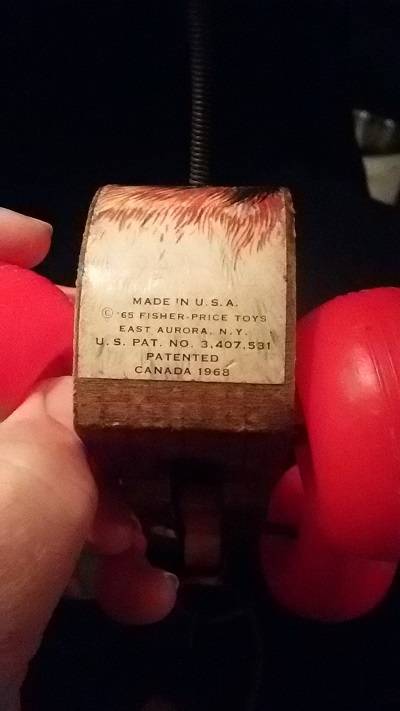 MADE IN U.S.A.
© '65 FISHER-PRICE TOYS
EAST AURORA, N.Y.
U.S. PAT. NO. 3,407,531
PATENTED
CANADA 1968